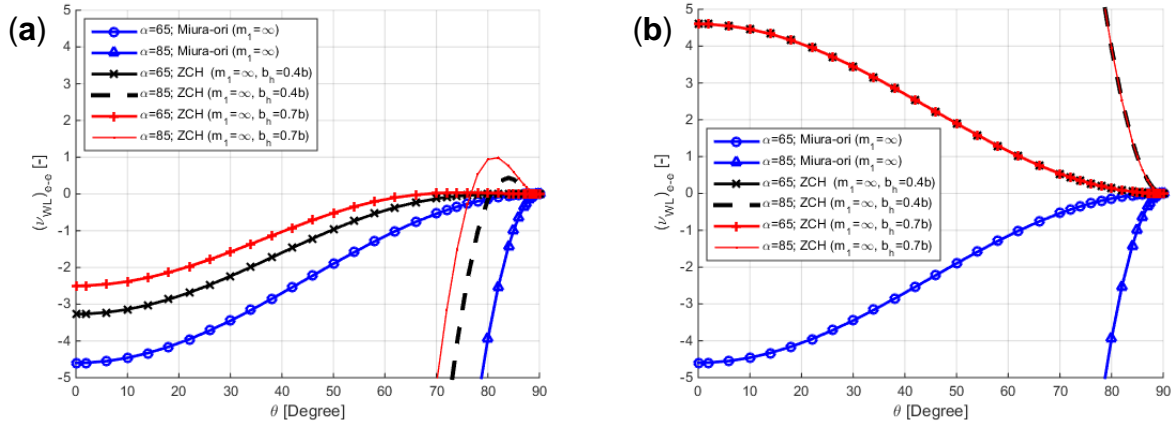 (a)
5
4
3
2
1
0
-1
-2
-3
-4
-5
(ν_WL)_e-e [-]
α=65; Miura-ori (m_1=∞)
α=85; Miura-ori (m_1=∞)
α=65; ZCH (m_1=∞, b_h=0.4b)
α=85; ZCH (m_1=∞, b_h=0.4b)
α=65; ZCH (m_1=∞, b_h=0.7b)
α=85; ZCH (m_1=∞, b_h=0.7b)
0 10 20 30 40 50 60 70 80 90
θ [Degree]
(b)
5
4
3
2
1
0
-1
-2
-3
-4
-5
(ν_WL)_e-e [-]
α=65; Miura-ori (m_1=∞)
α=85; Miura-ori (m_1=∞)
α=65; ZCH (m_1=∞, b_h=0.4b)
α=85; ZCH (m_1=∞, b_h=0.4b)
α=65; ZCH (m_1=∞, b_h=0.7b)
α=85; ZCH (m_1=∞, b_h=0.7b)
0 10 20 30 40 50 60 70 80 90
θ [Degree]